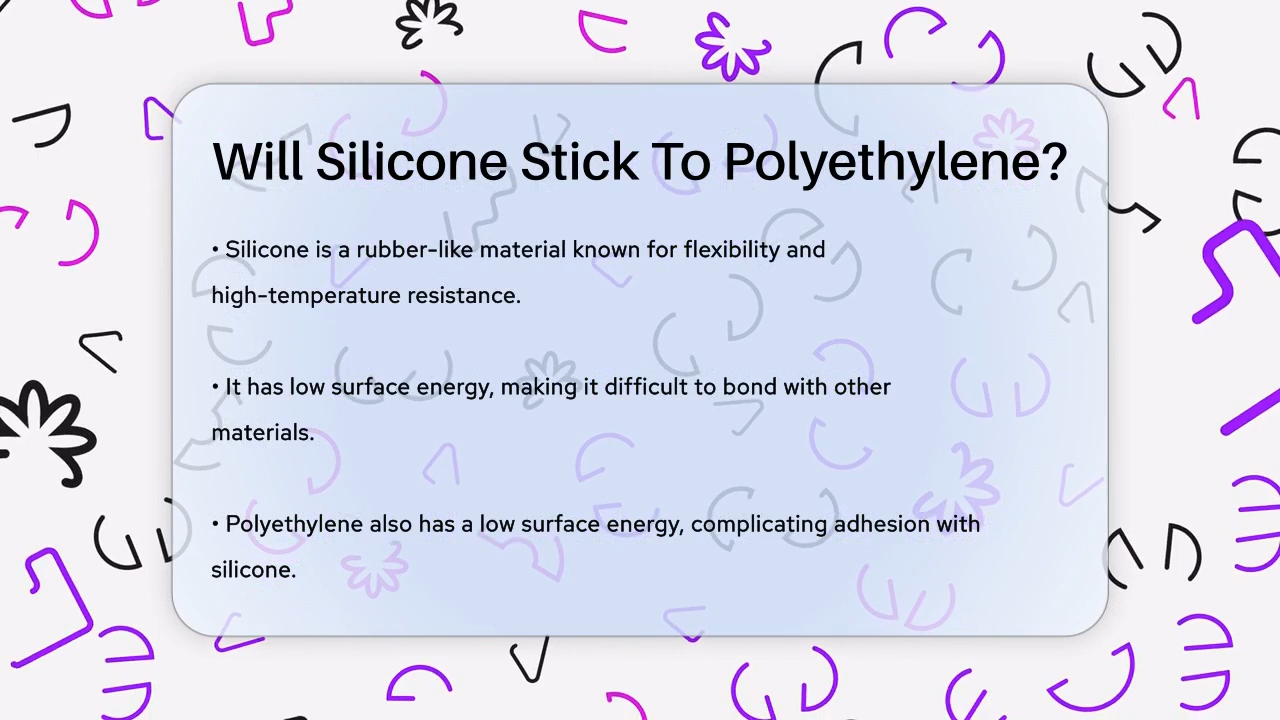 Will Silicone Stick To Polyethylene?
• Silicone is a rubber-like material known for flexibility and
high-temperature resistance.
• It has low surface energy, making it difficult to bond with other
materials.
• Polyethylene also has a low surface energy, complicating adhesion with
silicone.